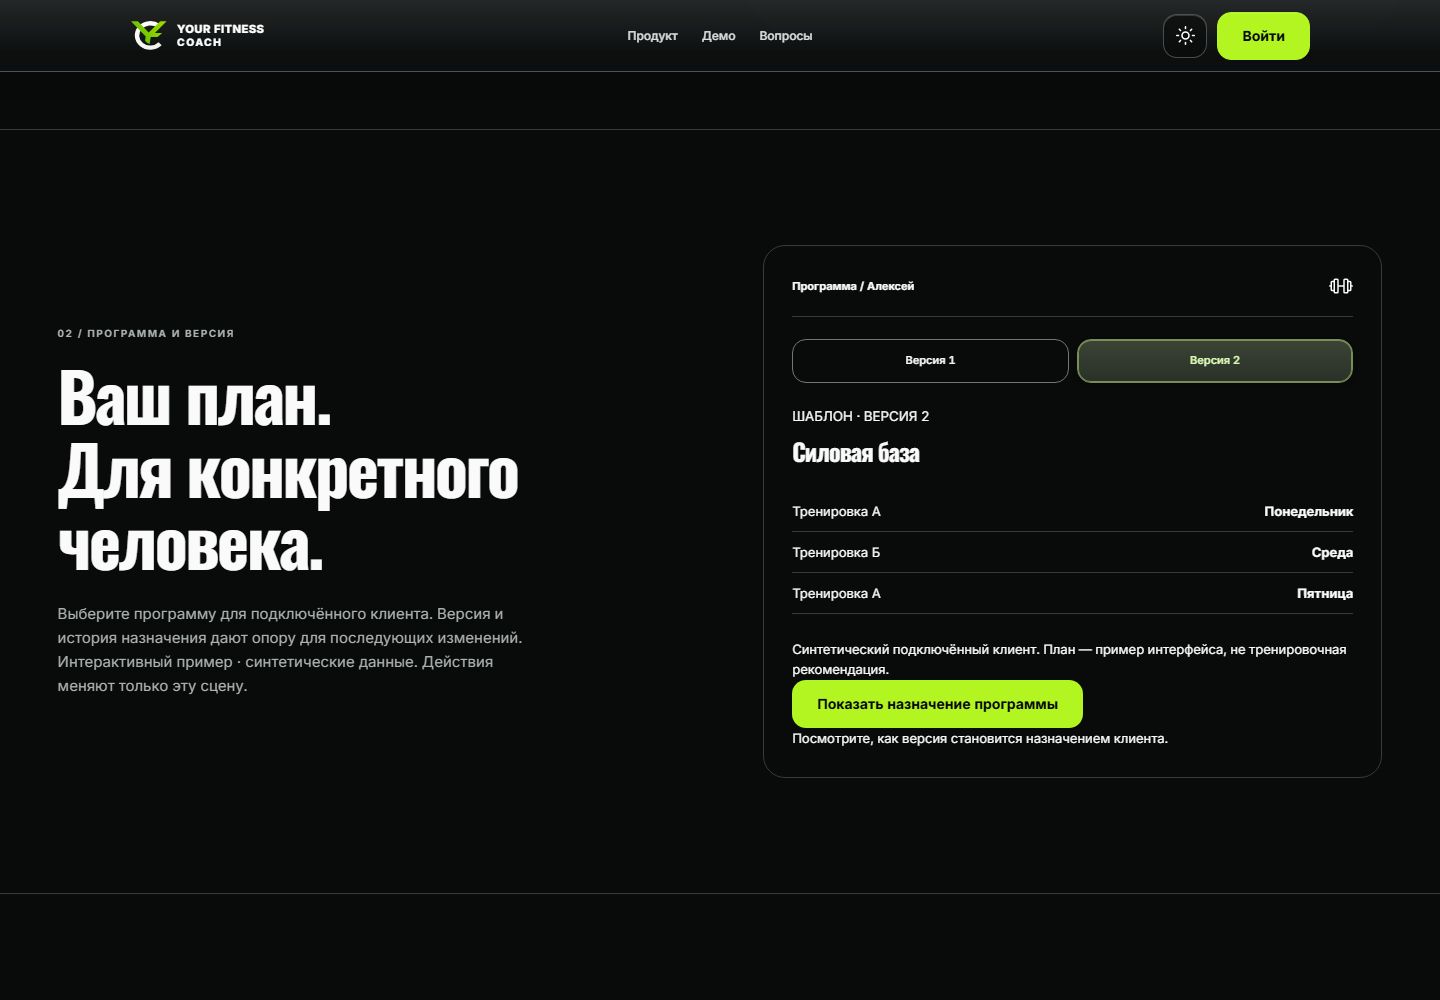 YOUR FITNESS
COACH
Продукт
Демо
Вопросы
Войти
02 / ПРОГРАММА И ВЕРСИЯ
Ваш план.
Для конкретного
человека.
Выберите программу для подключённого клиента. Версия и
история назначения дают опору для последующих изменений.
Интерактивный пример · синтетические данные. Действия
меняют только эту сцену.
Программа / Алексей
Версия 1
Версия 2
ШАБЛОН · ВЕРСИЯ 2
Силовая база
Тренировка А Понедельник
Тренировка Б Среда
Тренировка А Пятница
Синтетический подключённый клиент. План — пример интерфейса, не тренировочная
рекомендация.
Показать назначение программы
Посмотрите, как версия становится назначением клиента.